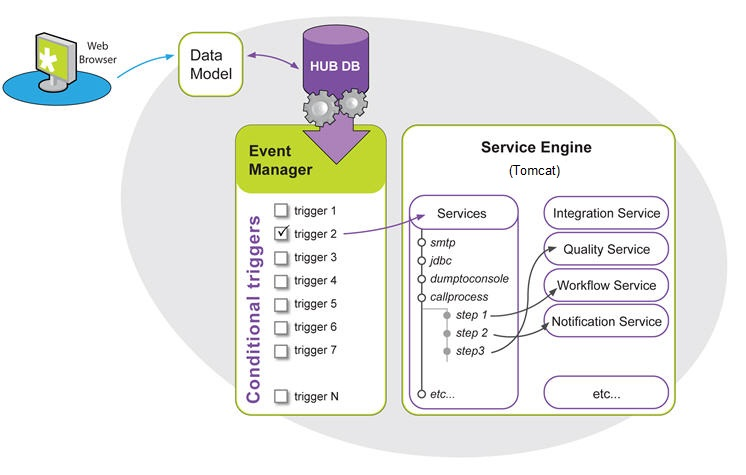 Web
Browser
Data
Model
HUB DB
Event
Manager
Conditional triggers
trigger 1
trigger 2
trigger 3
trigger 4
trigger 5
trigger 6
trigger 7
trigger N
Service Engine
(Tomcat)
Services
smtp
jdbc
dumptoconsole
callprocess
step 1
step 2
step3
etc...
Integration Service
Quality Service
Workflow Service
Notification Service
etc...